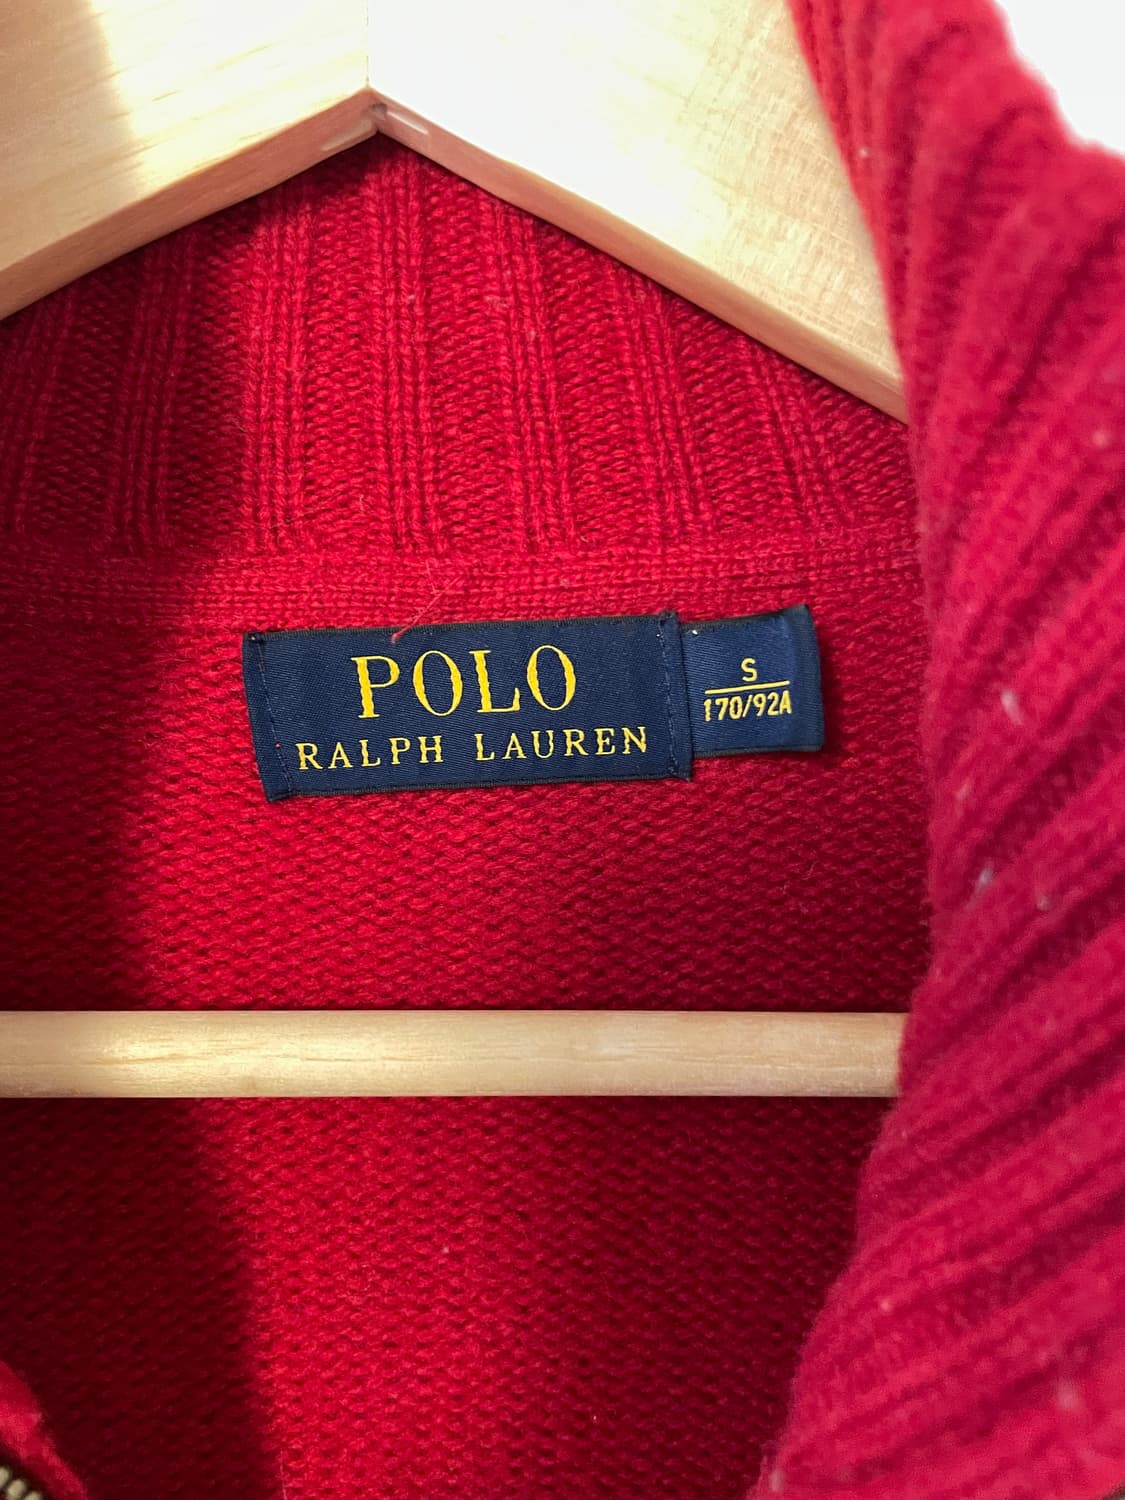 POLO
RALPH LAUREN
S
170/92A